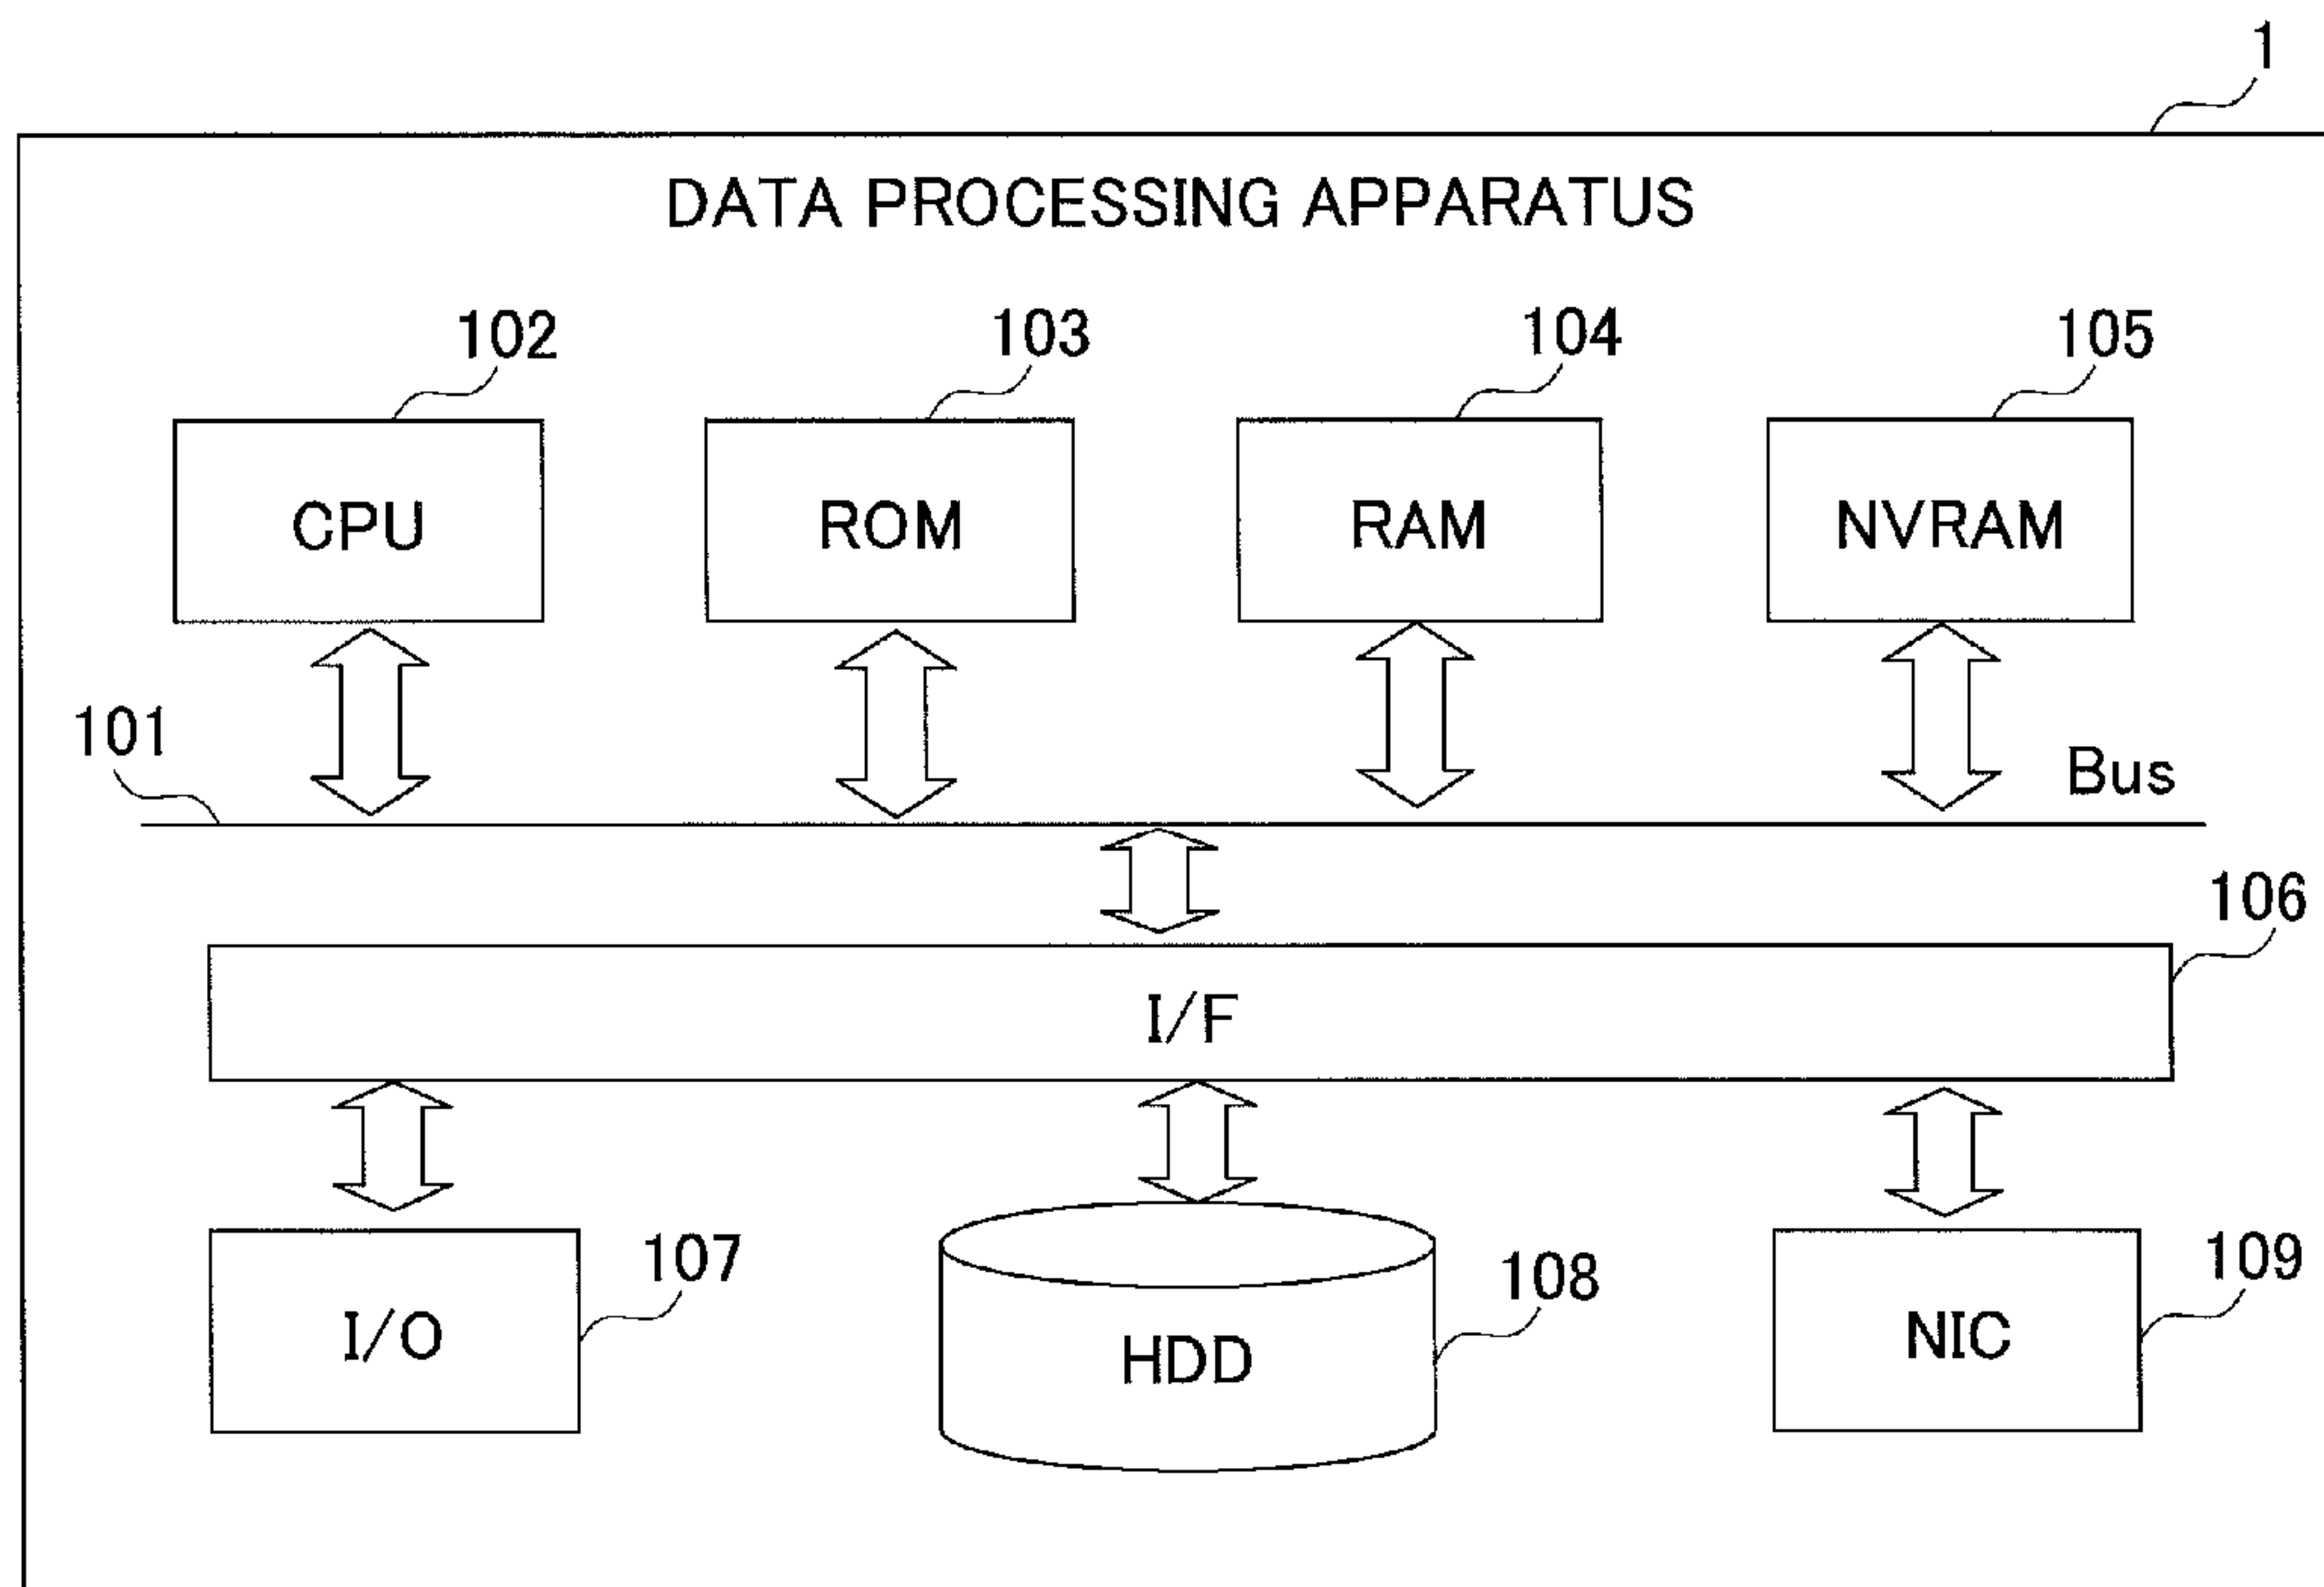 1
DATA PROCESSING APPARATUS
102
103
104
105
CPU
ROM
RAM
NVRAM
101
Bus
106
I/F
107
108
109
I/O
HDD
NIC